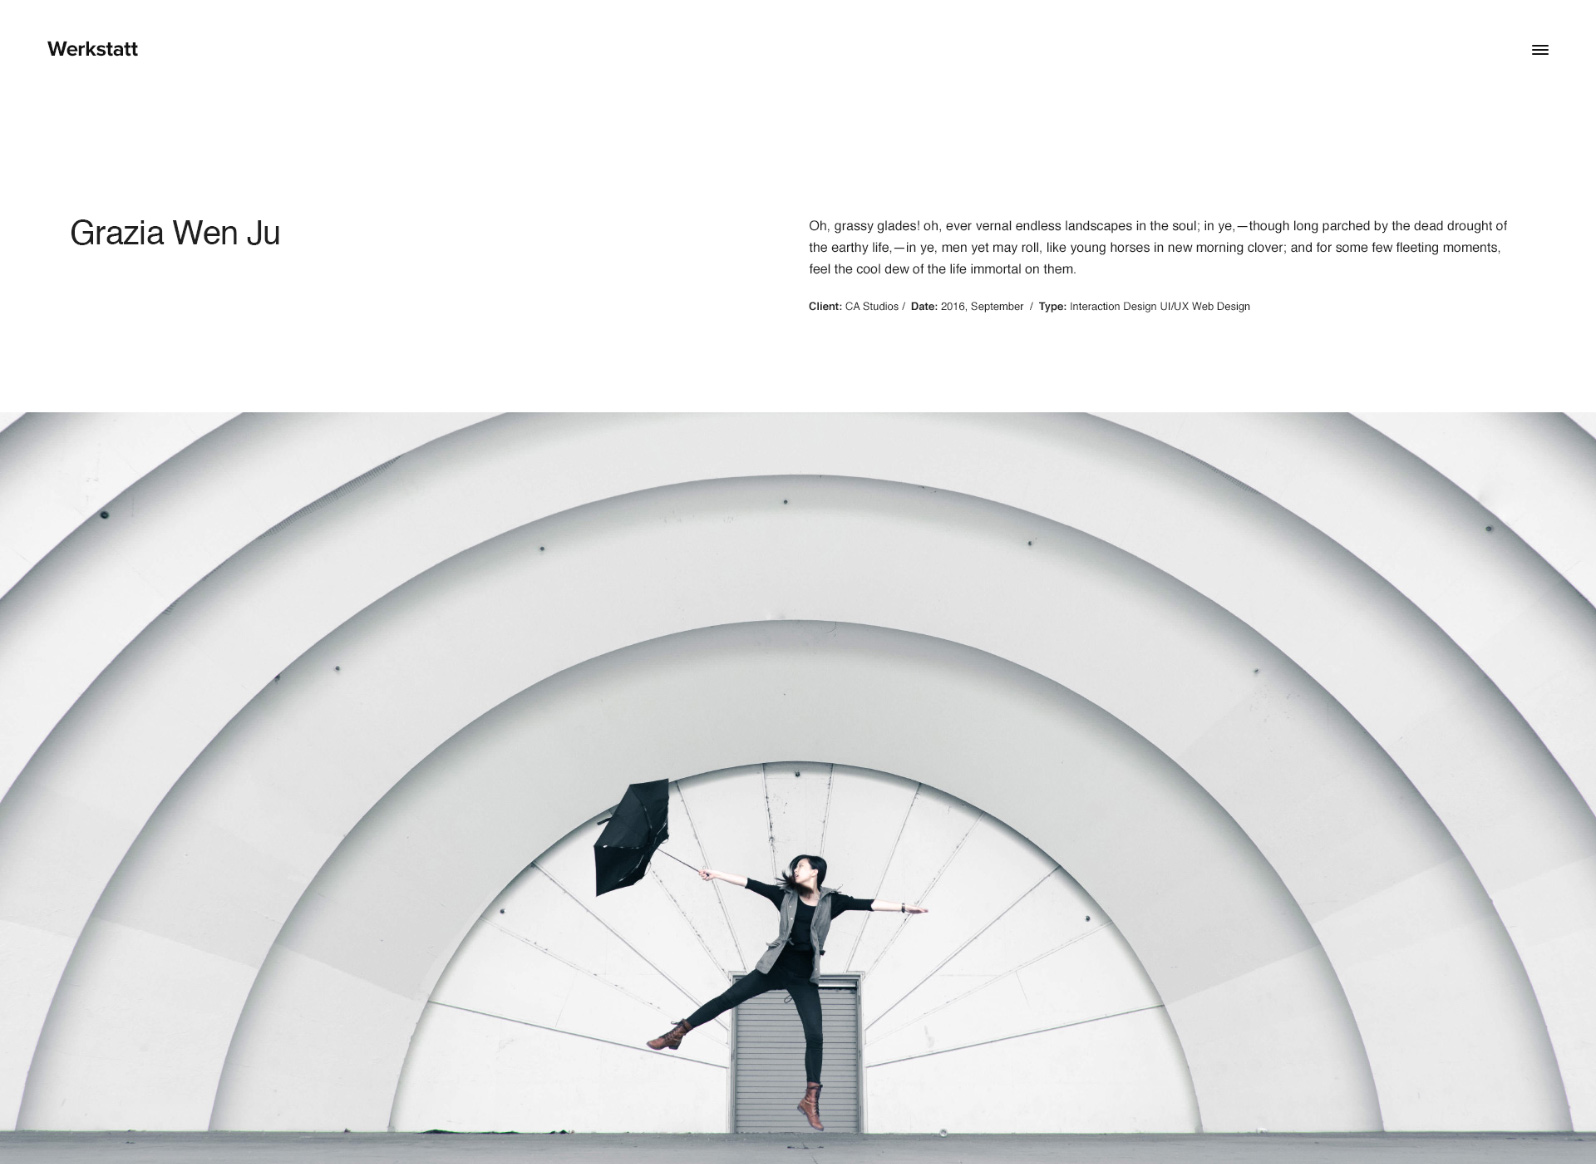 Werkstatt
Grazia Wen Ju
Oh, grassy glades! oh, ever vernal endless landscapes in the soul; in ye,—though long parched by the dead drought of
the earthy life,—in ye, men yet may roll, like young horses in new morning clover; and for some few fleeting moments,
feel the cool dew of the life immortal on them.
Client: CA Studios / Date: 2016, September / Type: Interaction Design UI/UX Web Design